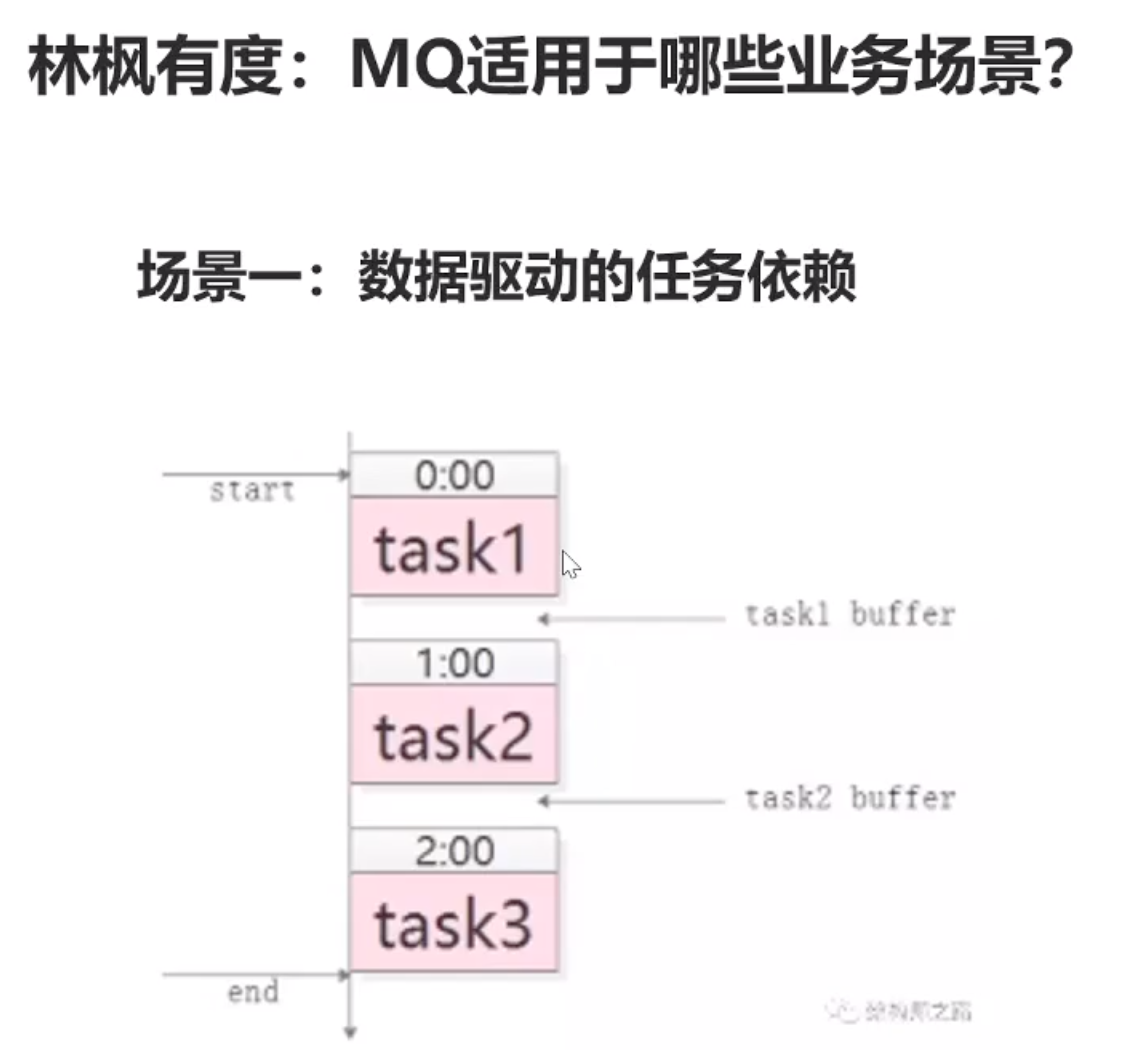 林枫有度：MQ适用于哪些业务场景？
场景一：数据驱动的任务依赖
0:00
start
task1
task1 buffer
1:00
task2
task2 buffer
2:00
task3
end